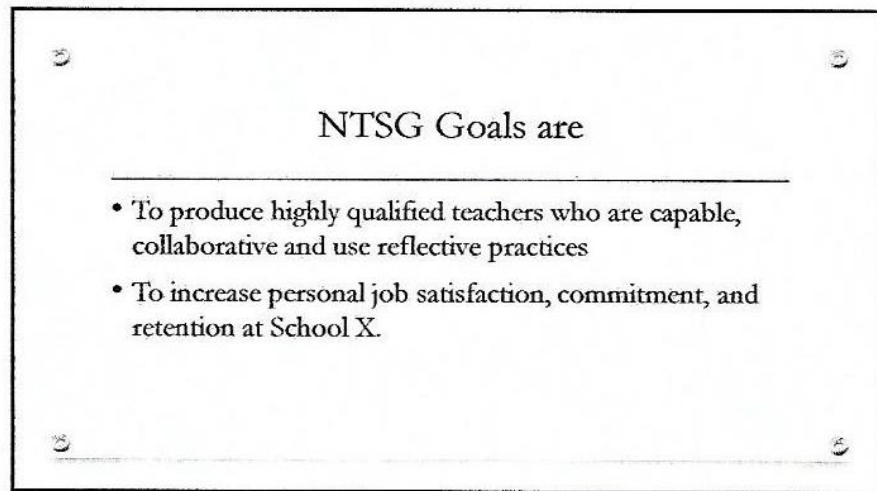 NTSG Goals are
• To produce highly qualified teachers who are capable,
collaborative and use reflective practices
• To increase personal job satisfaction, commitment, and
retention at School X.